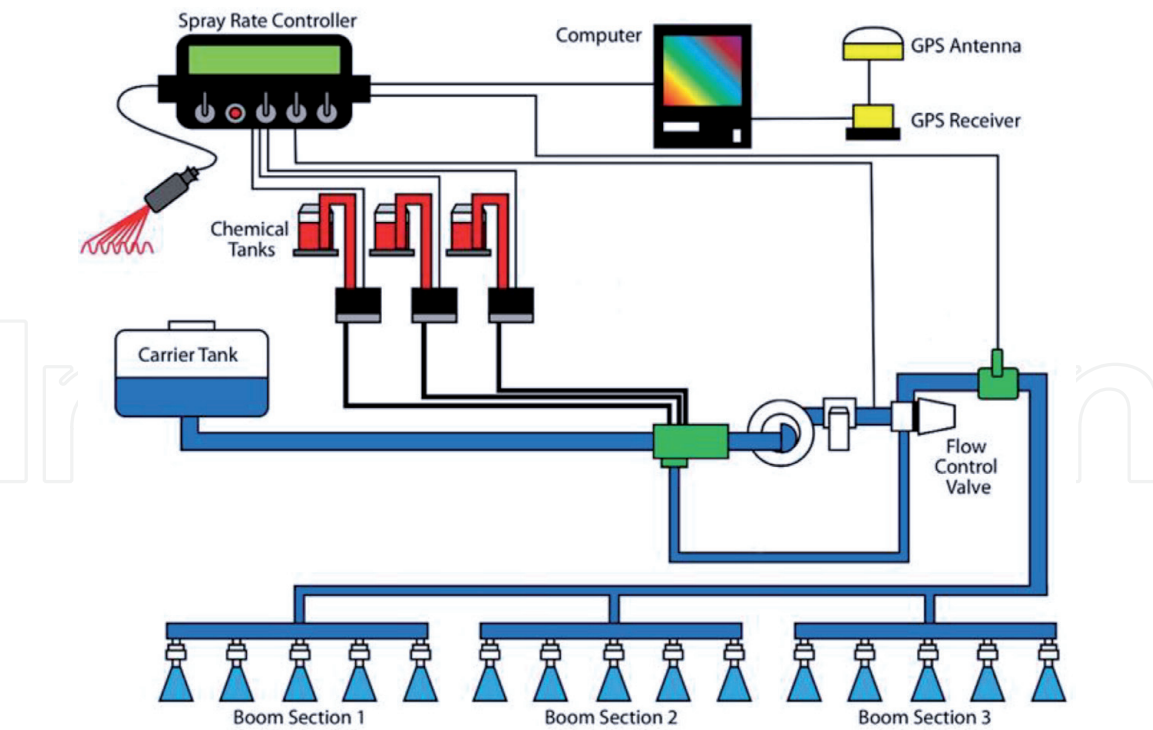 Spray Rate Controller
Computer
GPS Antenna
GPS Receiver
Chemical
Tanks
Carrier Tank
Flow
Control
Valve
Boom Section 1
Boom Section 2
Boom Section 3